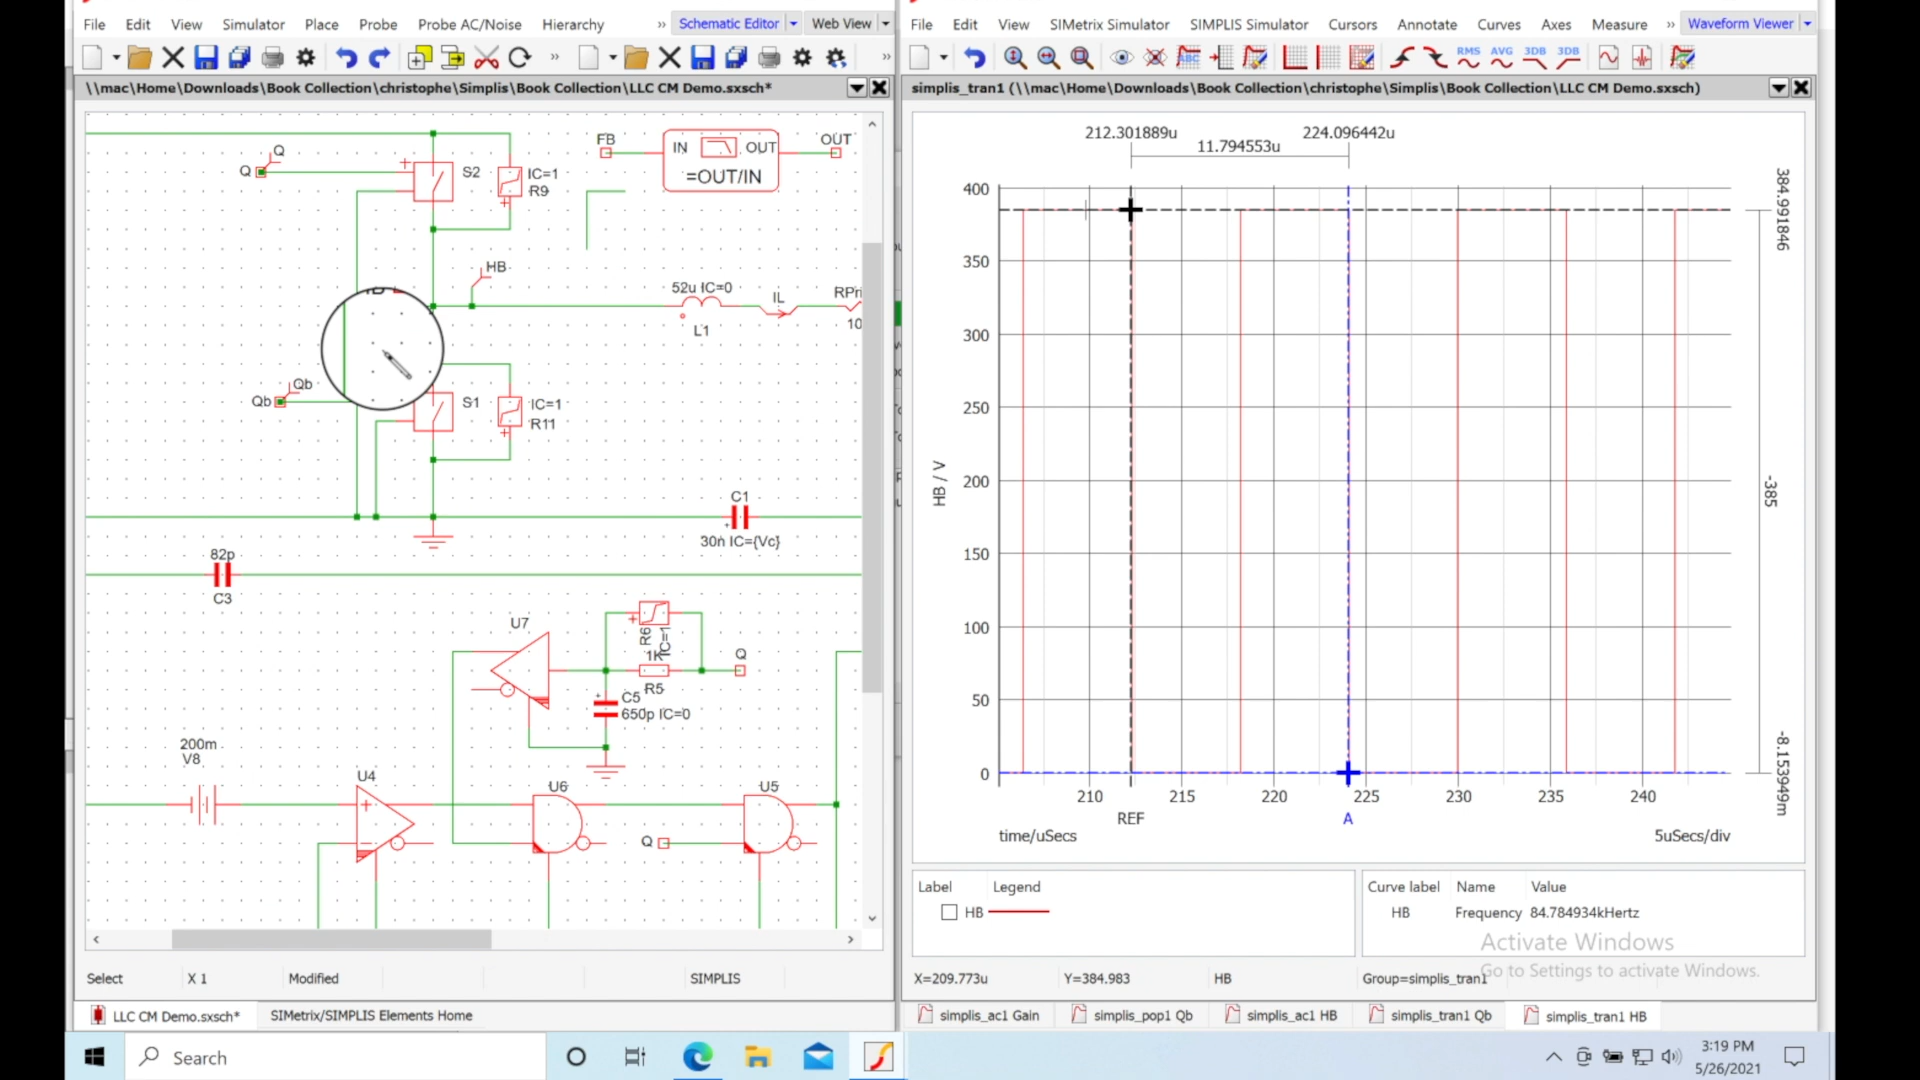 File Edit View Simulator Place Probe Probe AC/Noise Hierarchy » Schematic Editor Web View
File Edit View SIMetrix Simulator SIMPLIS Simulator Cursors Annotate Curves Axes Measure » Waveform Viewer
» »
ABC RMS AVG 3DB 3DB
\\mac\Home\Downloads\Book Collection\christophe\Simplis\Book Collection\LLC CM Demo.sxsch*
simplis_tran1 (\\mac\Home\Downloads\Book Collection\christophe\Simplis\Book Collection\LLC CM Demo.sxsch)
Q
Q
S2
IC=1
R9
FB
IN OUT
=OUT/IN
OUT
HB
52u IC=0
L1
IL
RPri
10
Qb
Qb
S1
IC=1
R11
C1
30n IC={Vc}
82p
C3
U7
R6
IC=1
1K
R5
Q
C5
650p IC=0
200m
V8
U4
U6
Q
U5
212.301889u 224.096442u
11.794553u
400
350
300
250
200
150
100
50
0
HB / V
384.991846
-385
-8.153949m
210 215 220 225 230 235 240
REF A
time/uSecs 5uSecs/div
Label Legend
HB
Curve label Name Value
HB Frequency 84.784934kHertz
Activate Windows
Go to Settings to activate Windows.
Select X 1 Modified SIMPLIS
X=209.773u Y=384.983 HB Group=simplis_tran1
LLC CM Demo.sxsch* SIMetrix/SIMPLIS Elements Home
simplis_ac1 Gain simplis_pop1 Qb simplis_ac1 HB simplis_tran1 Qb simplis_tran1 HB
Search
3:19 PM
5/26/2021